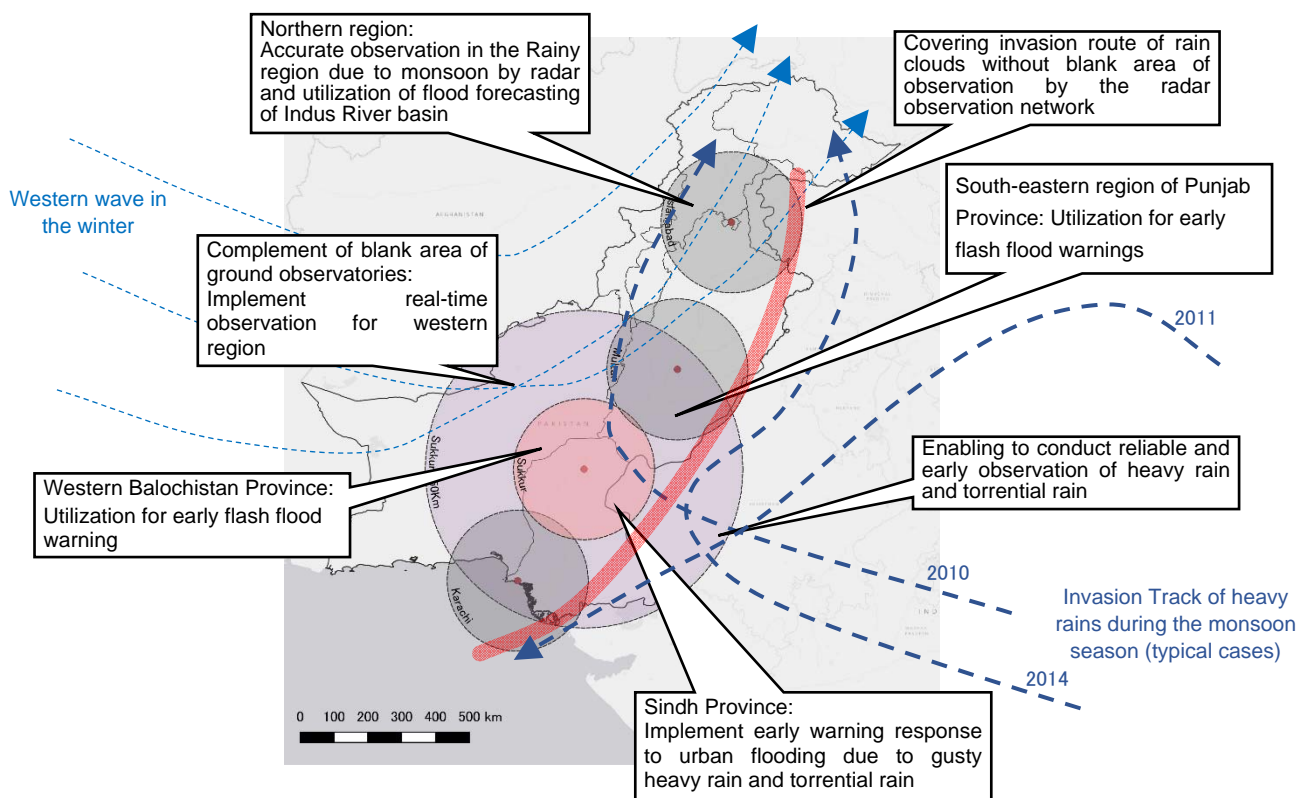 Northern region:
Accurate observation in the Rainy
region due to monsoon by radar
and utilization of flood forecasting
of Indus River basin
Covering invasion route of rain
clouds without blank area of
observation by the radar
observation network
Western wave in
the winter
South-eastern region of Punjab
Province: Utilization for early
flash flood warnings
Complement of blank area of
ground observatories:
Implement real-time
observation for western
region
AFGHANISTAN
Islamabad
2011
Multan
PAKISTAN
Sukkur
Western Balochistan Province:
Utilization for early flash flood
warning
Enabling to conduct reliable and
early observation of heavy rain
and torrential rain
Karachi
2010
Invasion Track of heavy
rains during the monsoon
season (typical cases)
2014
Sindh Province:
Implement early warning response
to urban flooding due to gusty
heavy rain and torrential rain
0 100 200 300 400 500 km